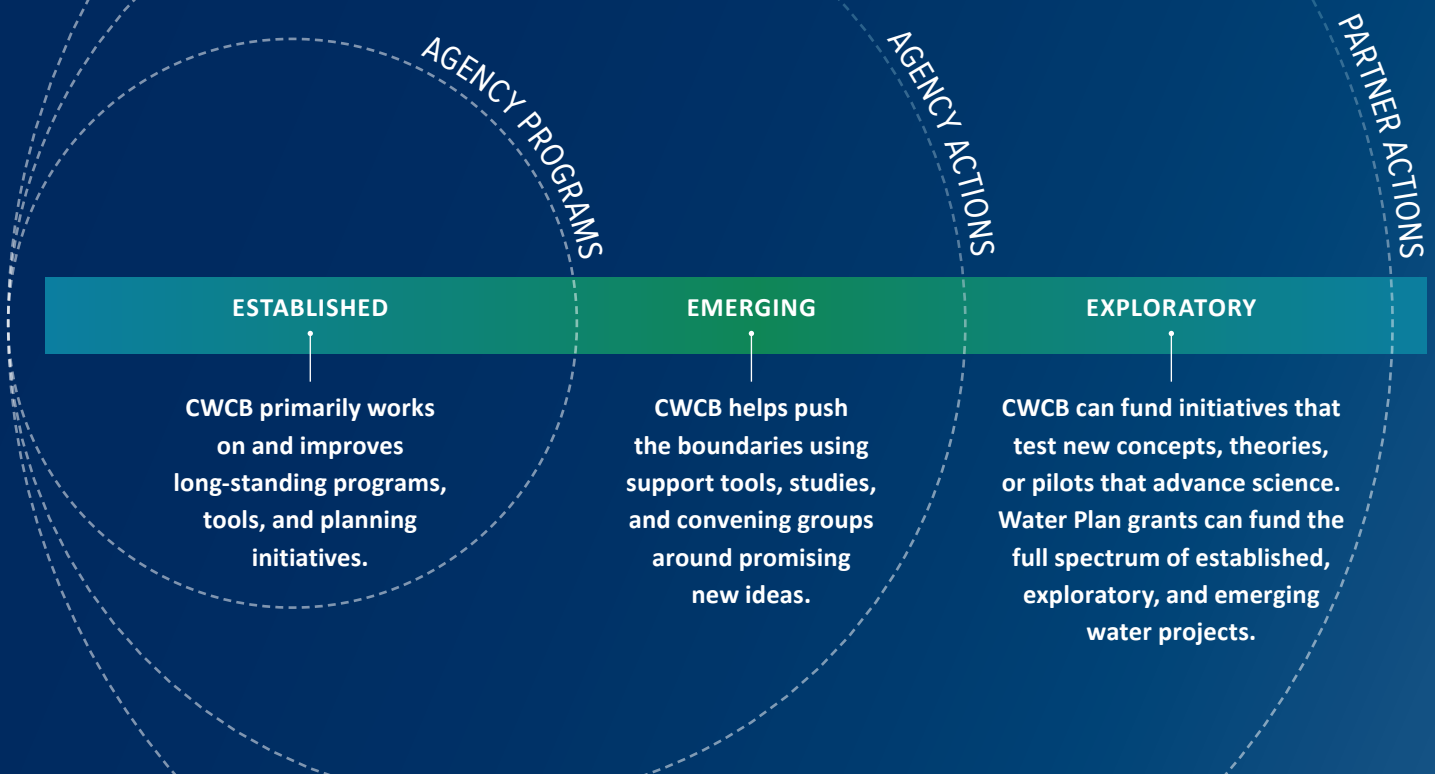 AGENCY PROGRAMS
AGENCY ACTIONS
PARTNER ACTIONS
ESTABLISHED
CWCB primarily works
on and improves
long-standing programs,
tools, and planning
initiatives.
EMERGING
CWCB helps push
the boundaries using
support tools, studies,
and convening groups
around promising
new ideas.
EXPLORATORY
CWCB can fund initiatives that
test new concepts, theories,
or pilots that advance science.
Water Plan grants can fund the
full spectrum of established,
exploratory, and emerging
water projects.